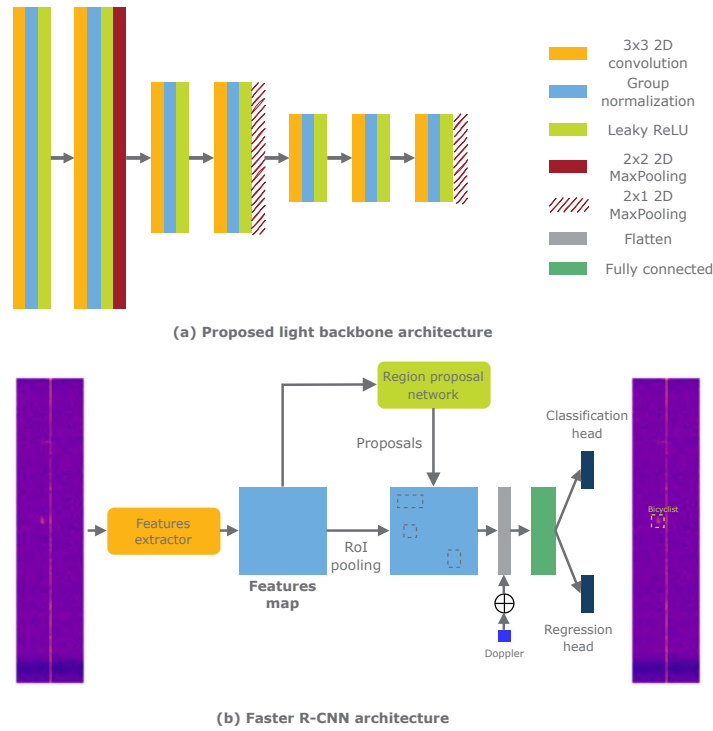 3x3 2D
convolution
Group
normalization
Leaky ReLU
2x2 2D
MaxPooling
2x1 2D
MaxPooling
Flatten
Fully connected
(a) Proposed light backbone architecture
Region proposal
network
Classification
head
Proposals
Bicyclist
Features
extractor
RoI
pooling
Features
map
Doppler
Regression
head
(b) Faster R-CNN architecture